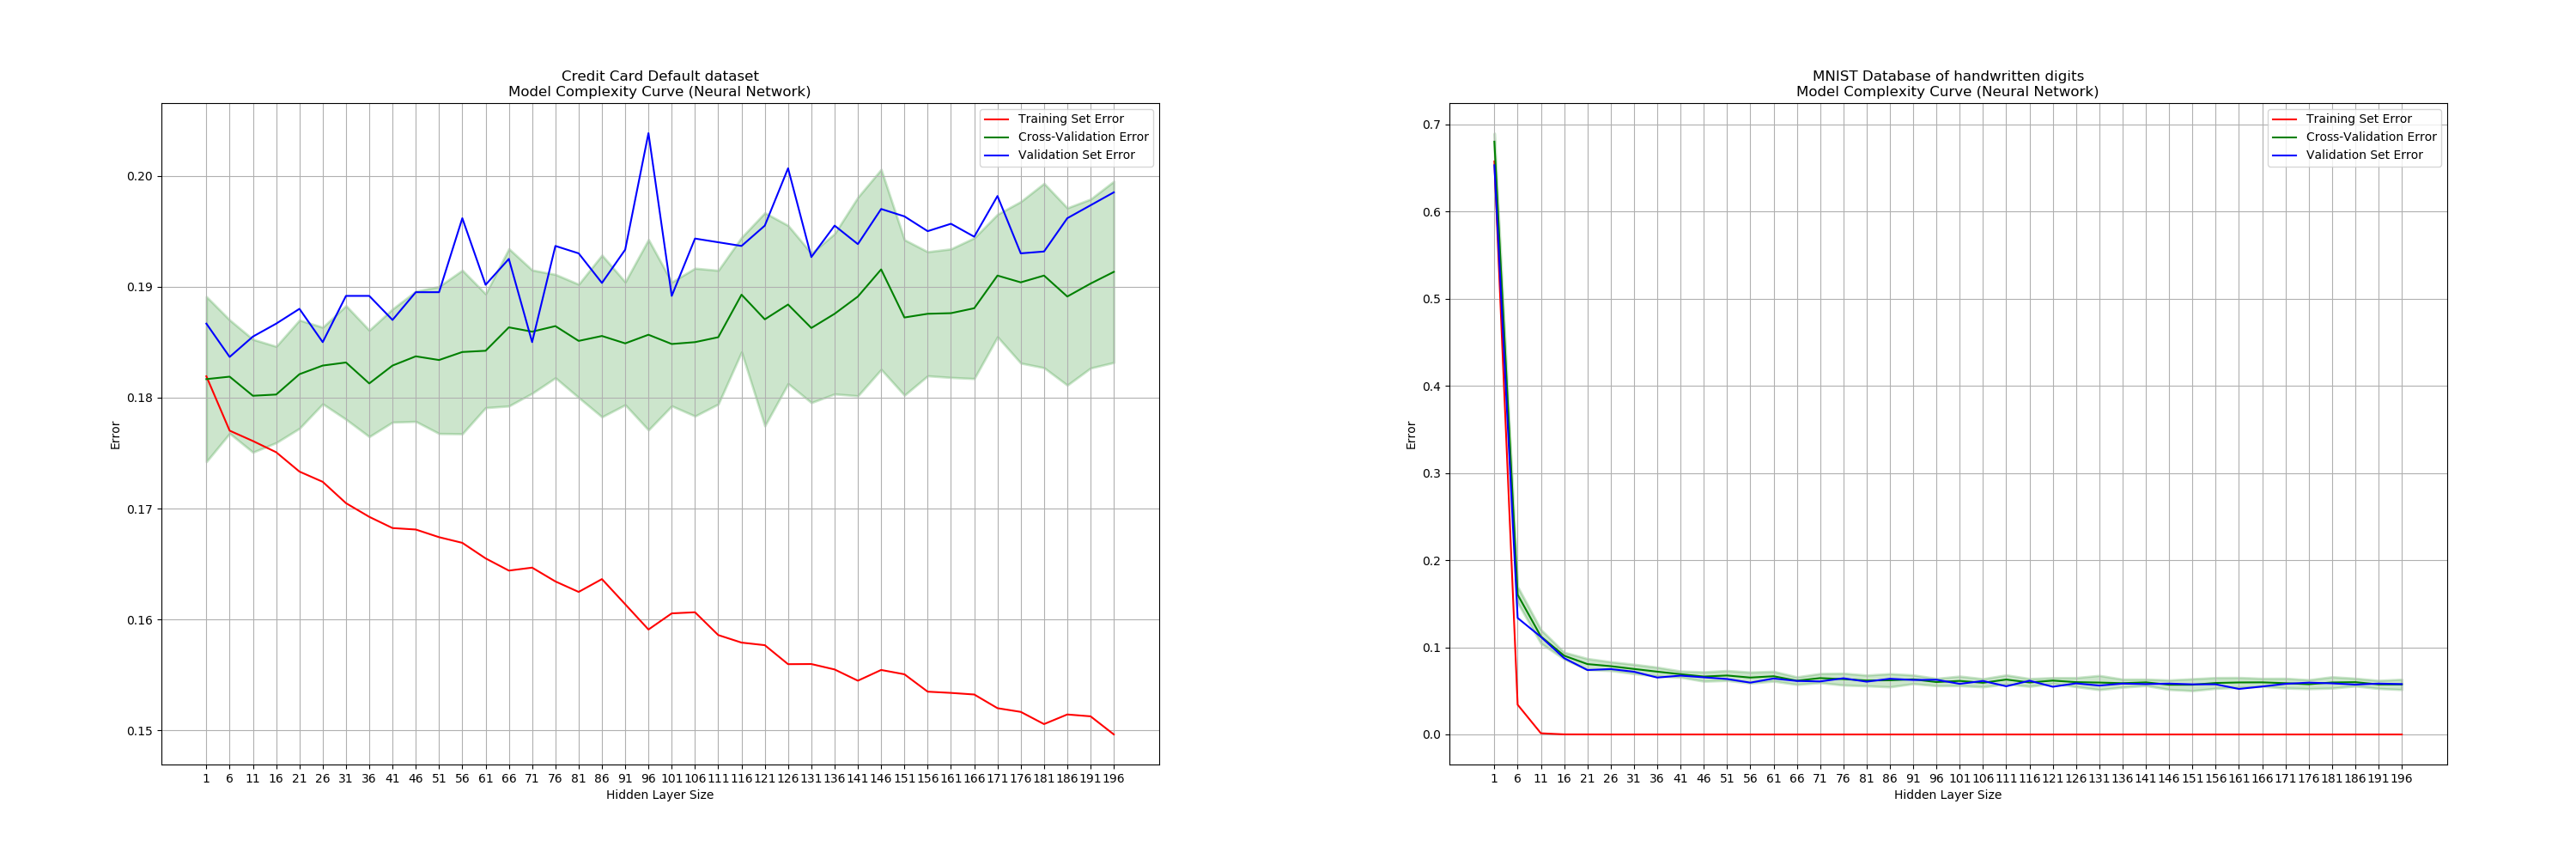 Credit Card Default dataset
Model Complexity Curve (Neural Network)
Training Set Error
Cross-Validation Error
Validation Set Error
0.20
0.19
0.18
0.17
0.16
0.15
Error
1 6 11 16 21 26 31 36 41 46 51 56 61 66 71 76 81 86 91 96 101 106 111 116 121 126 131 136 141 146 151 156 161 166 171 176 181 186 191 196
Hidden Layer Size
MNIST Database of handwritten digits
Model Complexity Curve (Neural Network)
Training Set Error
Cross-Validation Error
Validation Set Error
0.7
0.6
0.5
0.4
0.3
0.2
0.1
0.0
Error
1 6 11 16 21 26 31 36 41 46 51 56 61 66 71 76 81 86 91 96 101 106 111 116 121 126 131 136 141 146 151 156 161 166 171 176 181 186 191 196
Hidden Layer Size